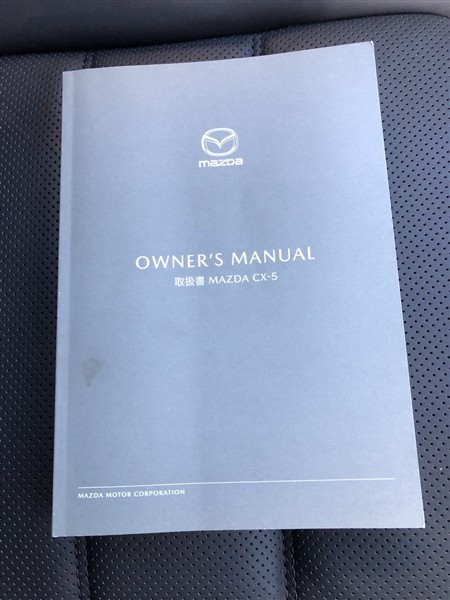 mazda
OWNER'S MANUAL
取扱書 MAZDA CX-5
MAZDA MOTOR CORPORATION